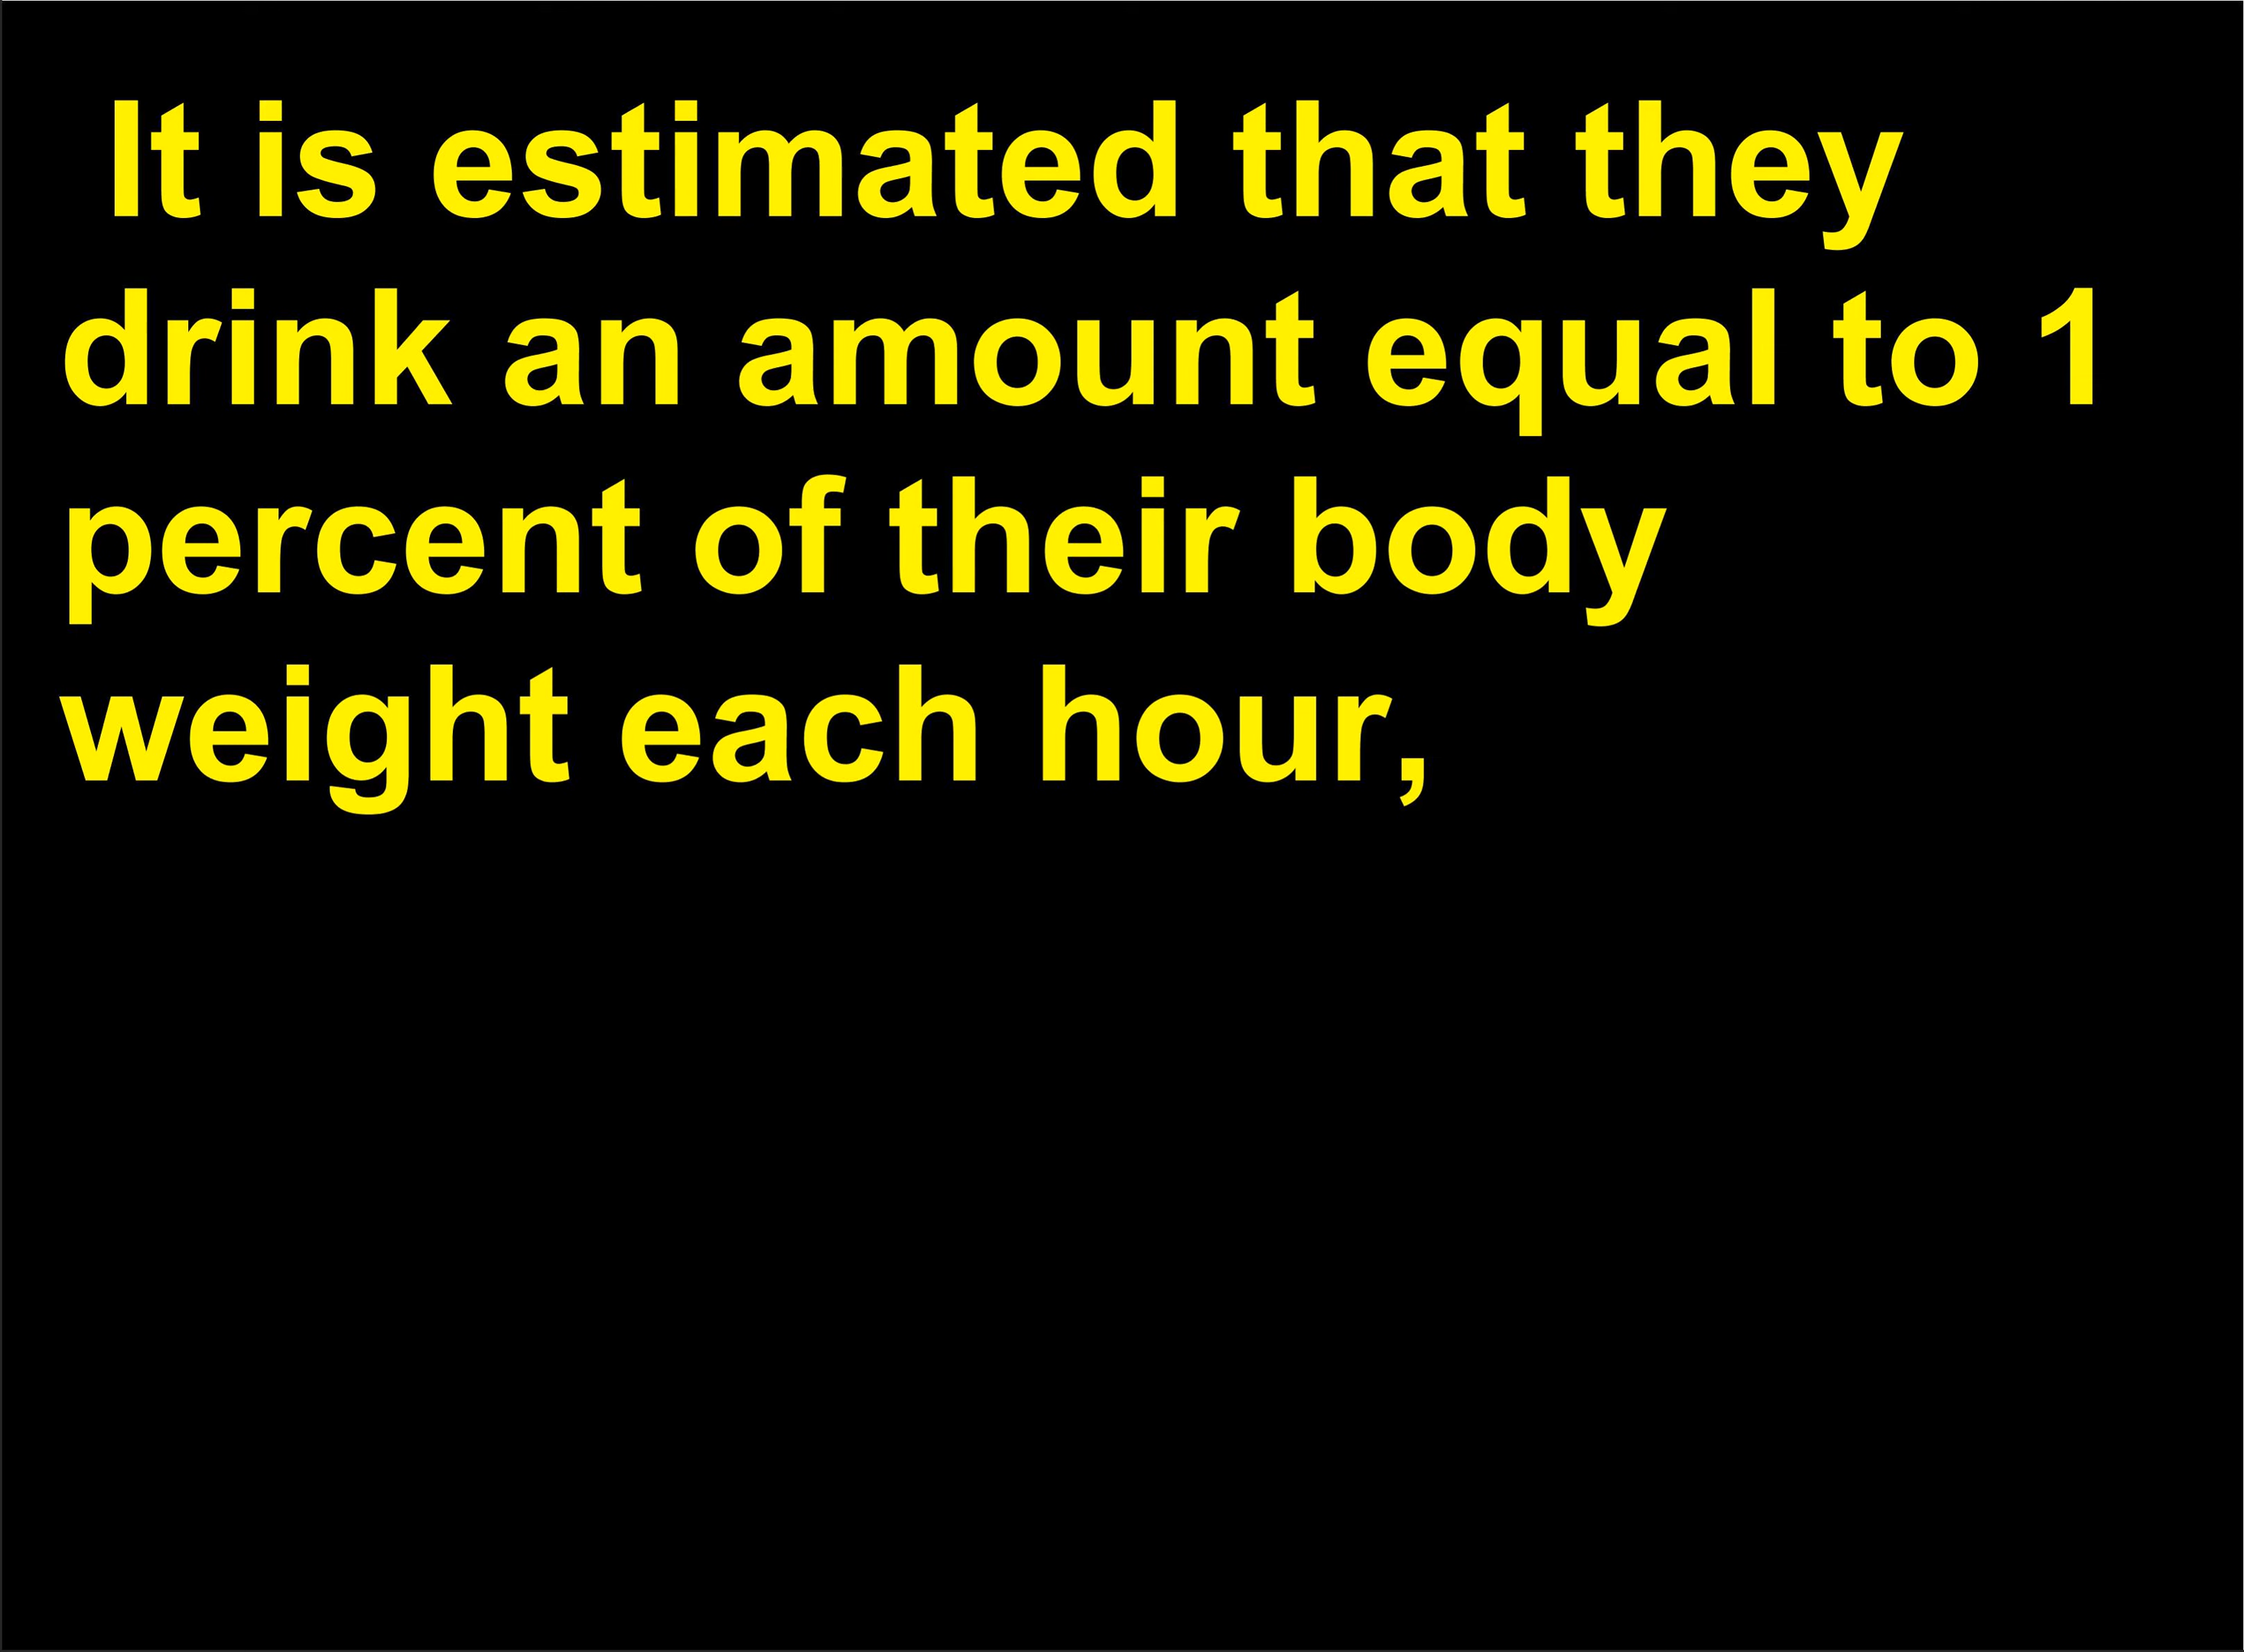 It is estimated that they
drink an amount equal to 1
percent of their body
weight each hour,